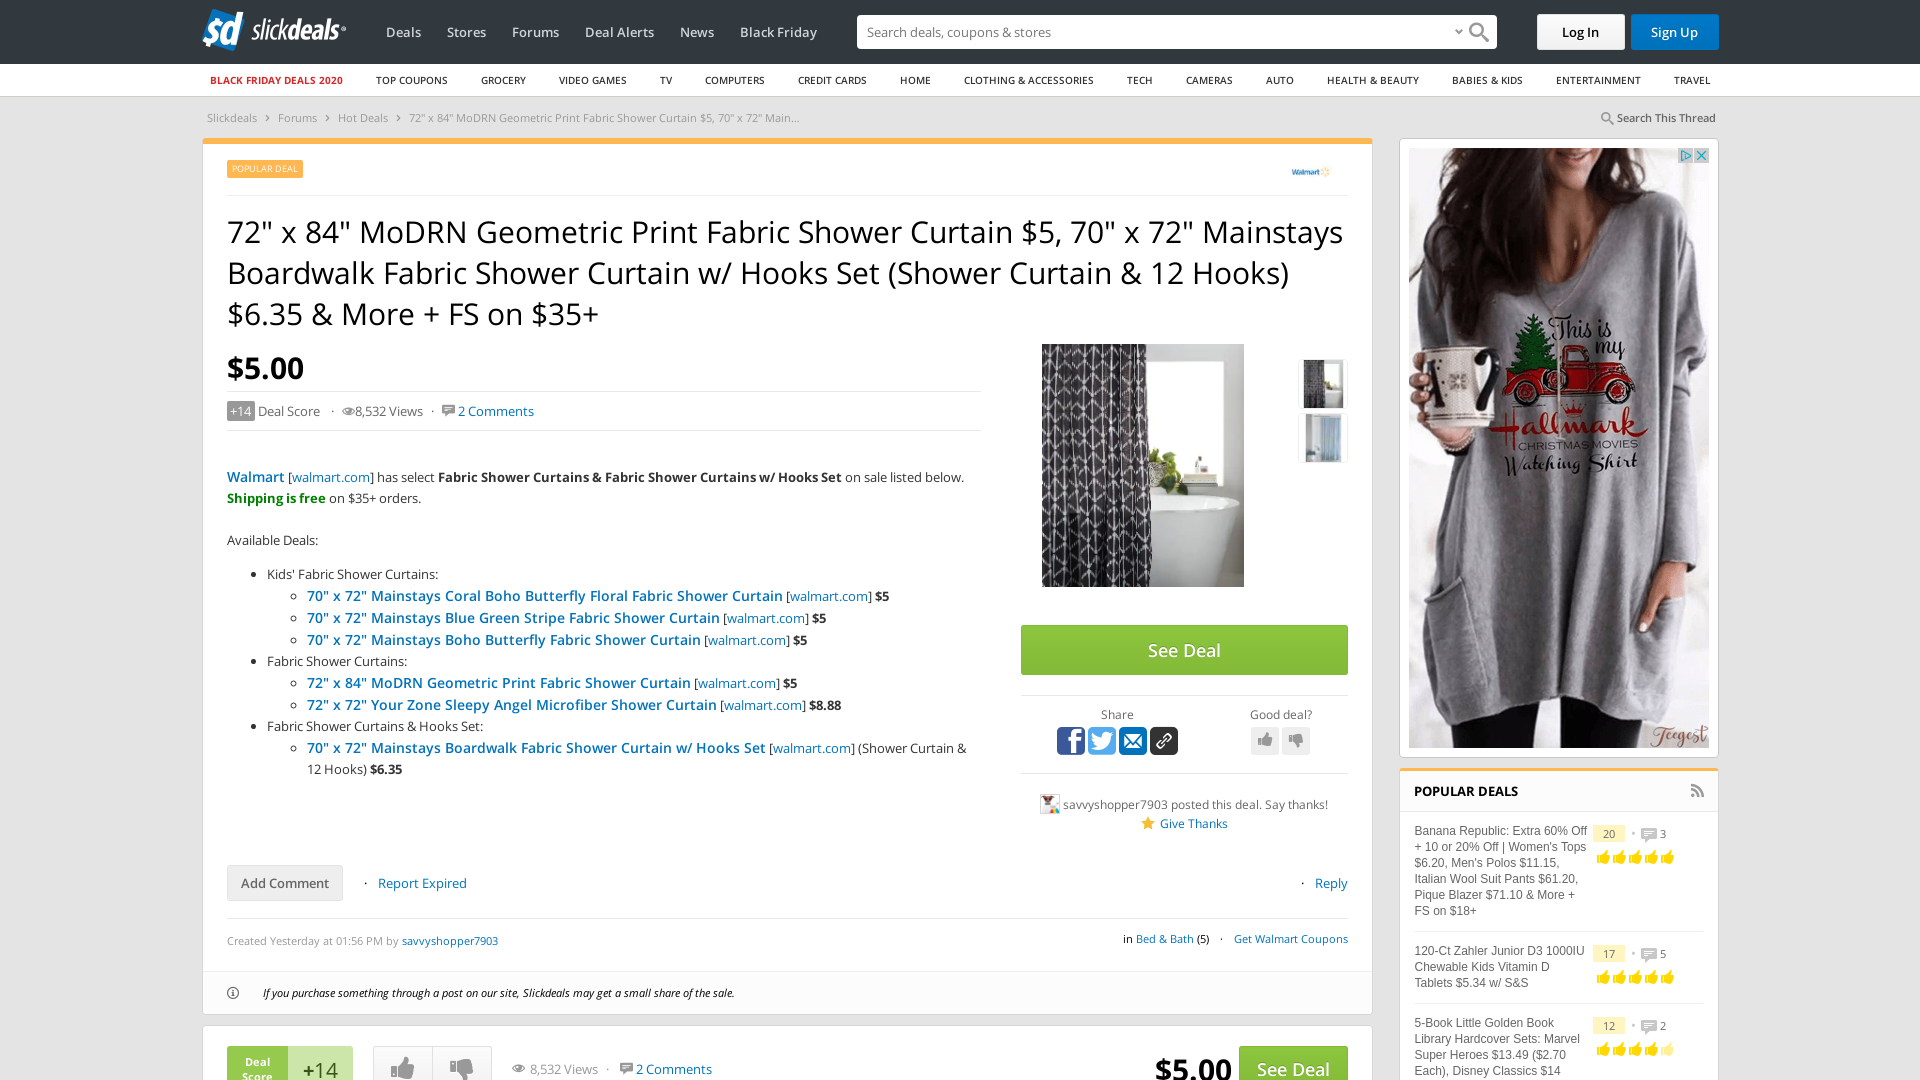 sd slickdeals
Deals Stores Forums Deal Alerts News Black Friday
Search deals, coupons & stores
Log In Sign Up
BLACK FRIDAY DEALS 2020 TOP COUPONS GROCERY VIDEO GAMES TV COMPUTERS CREDIT CARDS HOME CLOTHING & ACCESSORIES TECH CAMERAS AUTO HEALTH & BEAUTY BABIES & KIDS ENTERTAINMENT TRAVEL
Slickdeals > Forums > Hot Deals > 72" x 84" MoDRN Geometric Print Fabric Shower Curtain $5, 70" x 72" Main...
Search This Thread
POPULAR DEAL
Walmart
72" x 84" MoDRN Geometric Print Fabric Shower Curtain $5, 70" x 72" Mainstays
Boardwalk Fabric Shower Curtain w/ Hooks Set (Shower Curtain & 12 Hooks)
$6.35 & More + FS on $35+
$5.00
+14 Deal Score · 8,532 Views · 2 Comments
Walmart [walmart.com] has select Fabric Shower Curtains & Fabric Shower Curtains w/ Hooks Set on sale listed below.
Shipping is free on $35+ orders.
Available Deals:
Kids' Fabric Shower Curtains:
70" x 72" Mainstays Coral Boho Butterfly Floral Fabric Shower Curtain [walmart.com] $5
70" x 72" Mainstays Blue Green Stripe Fabric Shower Curtain [walmart.com] $5
70" x 72" Mainstays Boho Butterfly Fabric Shower Curtain [walmart.com] $5
Fabric Shower Curtains:
72" x 84" MoDRN Geometric Print Fabric Shower Curtain [walmart.com] $5
72" x 72" Your Zone Sleepy Angel Microfiber Shower Curtain [walmart.com] $8.88
Fabric Shower Curtains & Hooks Set:
70" x 72" Mainstays Boardwalk Fabric Shower Curtain w/ Hooks Set [walmart.com] (Shower Curtain &
12 Hooks) $6.35
See Deal
Share
Good deal?
savvyshopper7903 posted this deal. Say thanks!
Give Thanks
Add Comment · Report Expired
· Reply
Created Yesterday at 01:56 PM by savvyshopper7903
in Bed & Bath (5) · Get Walmart Coupons
If you purchase something through a post on our site, Slickdeals may get a small share of the sale.
Deal
Score
+14
8,532 Views · 2 Comments
$5.00
See Deal
This is
my
Hallmark
CHRISTMAS MOVIES
Watching Shirt
Teegest
POPULAR DEALS
Banana Republic: Extra 60% Off
+ 10 or 20% Off | Women's Tops
$6.20, Men's Polos $11.15,
Italian Wool Suit Pants $61.20,
Pique Blazer $71.10 & More +
FS on $18+
20 · 3
120-Ct Zahler Junior D3 1000IU
Chewable Kids Vitamin D
Tablets $5.34 w/ S&S
17 · 5
5-Book Little Golden Book
Library Hardcover Sets: Marvel
Super Heroes $13.49 ($2.70
Each), Disney Classics $14
12 · 2